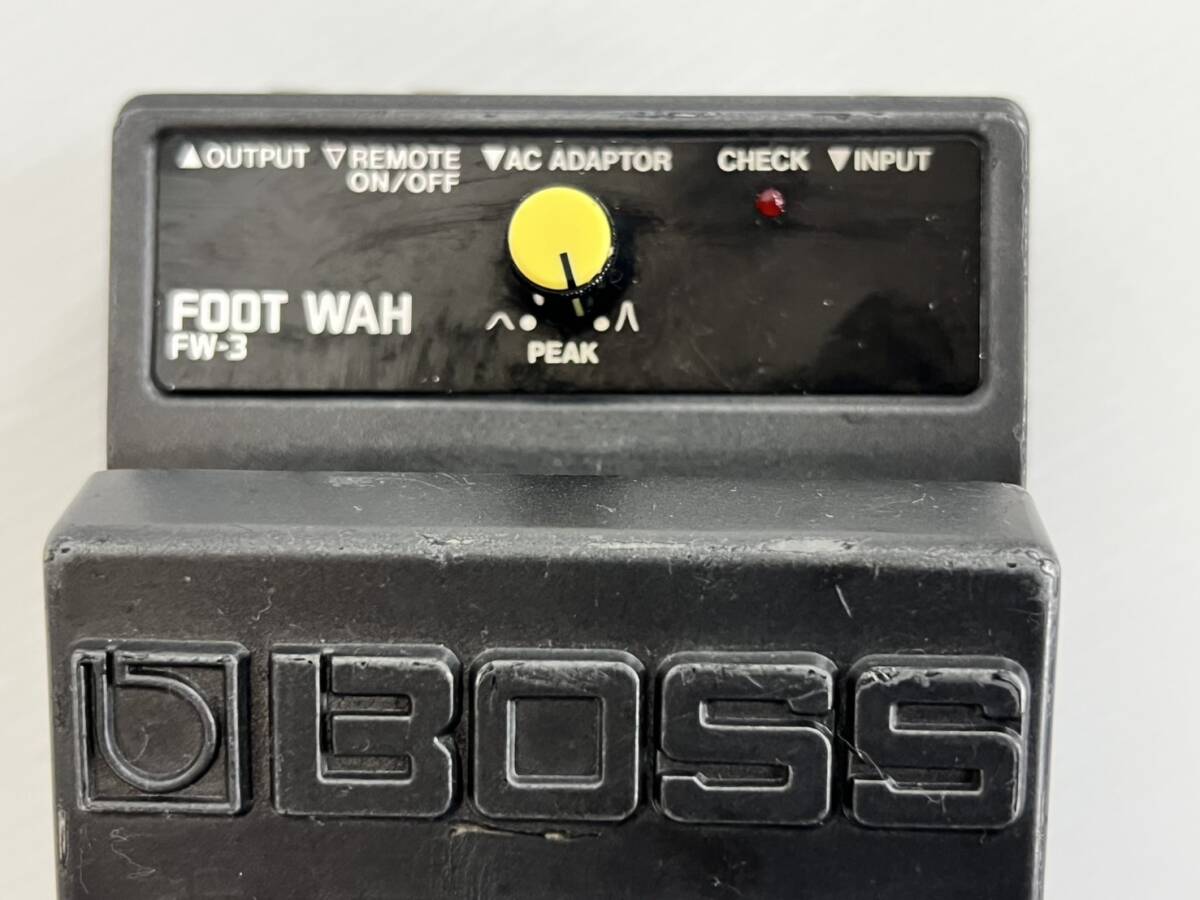 ▲OUTPUT ▽REMOTE ▼AC ADAPTOR CHECK ▼INPUT
ON/OFF
FOOT WAH
FW-3
PEAK
BOSS